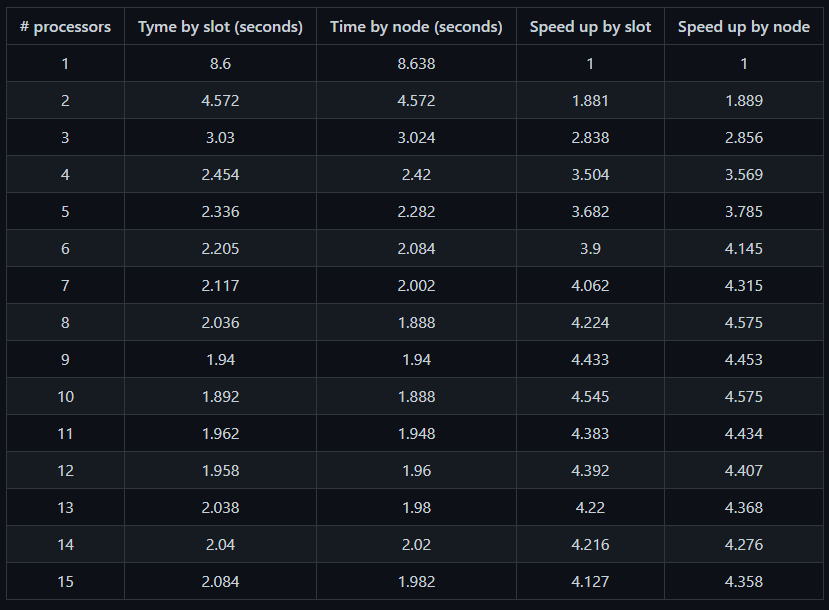 # processors Tyme by slot (seconds) Time by node (seconds) Speed up by slot Speed up by node
1 8.6 8.638 1 1
2 4.572 4.572 1.881 1.889
3 3.03 3.024 2.838 2.856
4 2.454 2.42 3.504 3.569
5 2.336 2.282 3.682 3.785
6 2.205 2.084 3.9 4.145
7 2.117 2.002 4.062 4.315
8 2.036 1.888 4.224 4.575
9 1.94 1.94 4.433 4.453
10 1.892 1.888 4.545 4.575
11 1.962 1.948 4.383 4.434
12 1.958 1.96 4.392 4.407
13 2.038 1.98 4.22 4.368
14 2.04 2.02 4.216 4.276
15 2.084 1.982 4.127 4.358